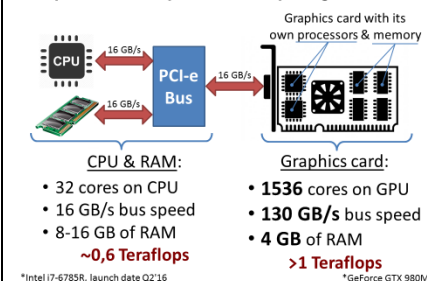 Graphics card with its
own processors & memory
CPU
16 GB/s
16 GB/s
PCI-e
Bus
16 GB/s
CPU & RAM:
• 32 cores on CPU
• 16 GB/s bus speed
• 8-16 GB of RAM
~0,6 Teraflops
*Intel i7-6785R, launch date Q2'16
Graphics card:
• 1536 cores on GPU
• 130 GB/s bus speed
• 4 GB of RAM
>1 Teraflops
*GeForce GTX 980M